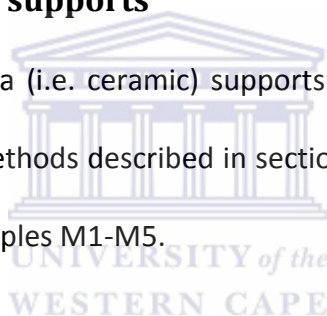 supports
a (i.e. ceramic) supports
ethods described in sectio
ples M1-M5.
UNIVERSITY of the
WESTERN CAPE